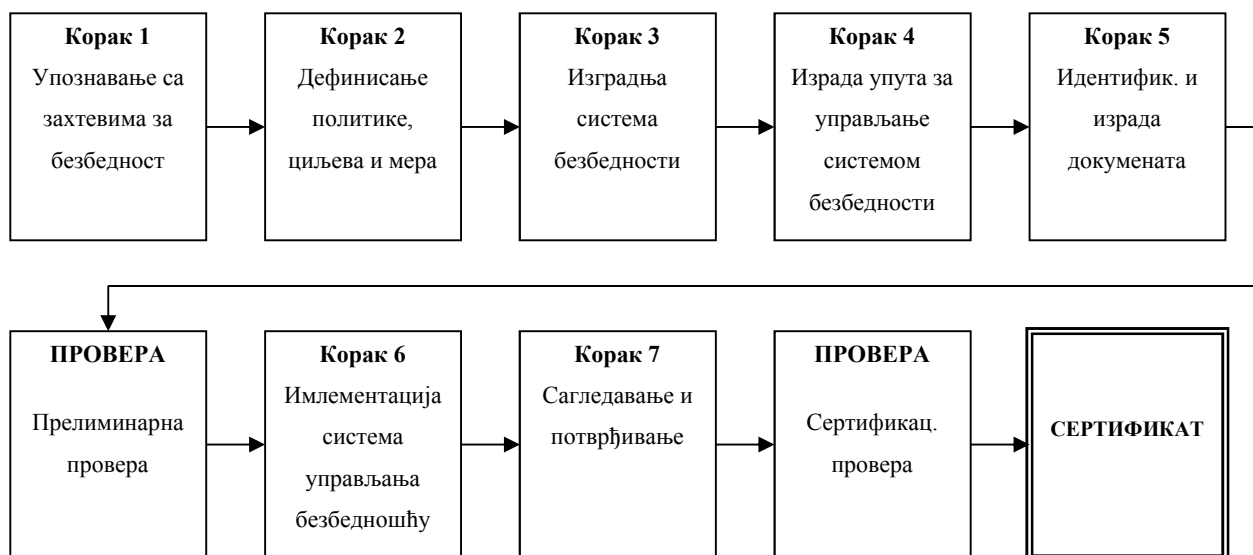 Корак 1
Упознавање са
захтевима за
безбедност
Корак 2
Дефинисање
политике,
циљева и мера
Корак 3
Изградња
система
безбедности
Корак 4
Израда упута за
управљање
системом
безбедности
Корак 5
Идентифик. и
израда
докумената
ПРОВЕРА
Прелиминарна
провера
Корак 6
Имлементација
система
управљања
безбедношћу
Корак 7
Сагледавање и
потврђивање
ПРОВЕРА
Сертификац.
провера
СЕРТИФИКАТ